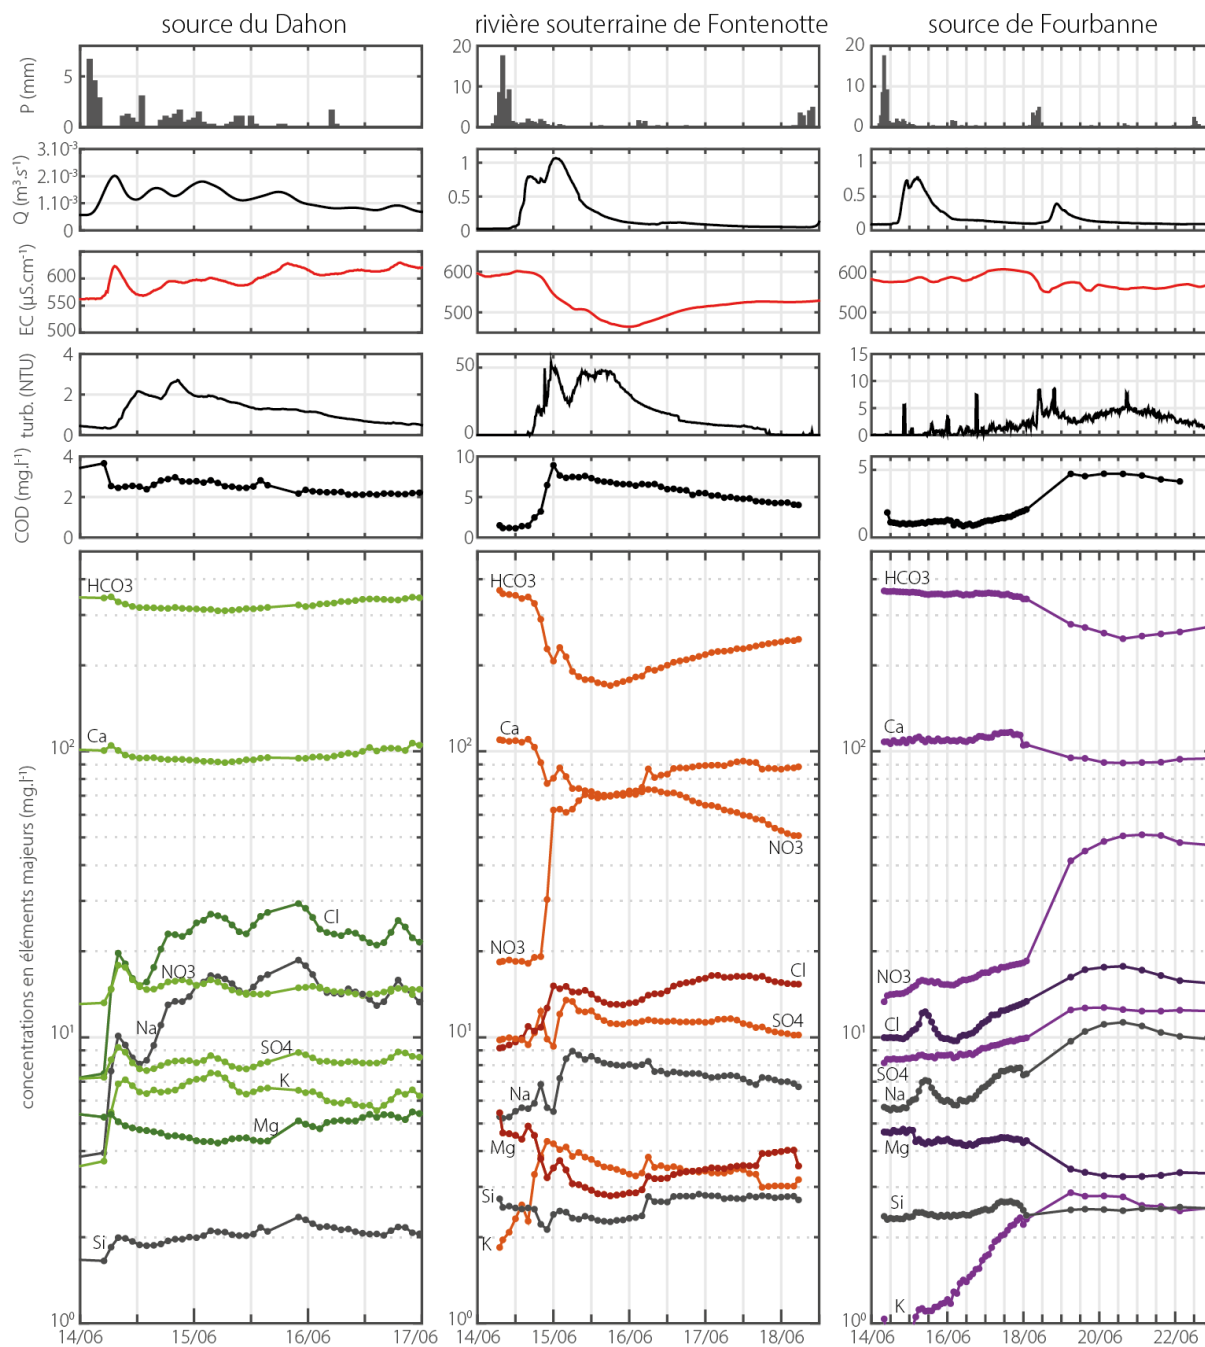 source du Dahon
rivière souterraine de Fontenotte
source de Fourbanne
P (mm)
5
0
20
10
0
20
10
0
Q (m³.s⁻¹)
3.10⁻³
2.10⁻³
1.10⁻³
0
1
0.5
0
1
0.5
0
EC (µS.cm⁻¹)
600
550
500
600
500
600
500
turb. (NTU)
4
2
0
50
0
15
10
5
0
COD (mg.l⁻¹)
4
2
0
10
5
0
5
0
concentrations en éléments majeurs (mg.l⁻¹)
HCO3
Ca
10²
Cl
NO3
Na
10¹
SO4
K
Mg
Si
10⁰
14/06
15/06
16/06
17/06
HCO3
Ca
10²
NO3
NO3
Cl
SO4
10¹
Na
Mg
Si
K
10⁰
14/06
15/06
16/06
17/06
18/06
HCO3
Ca
10²
NO3
Cl
10¹
SO4
Na
Mg
Si
K
10⁰
14/06
16/06
18/06
20/06
22/06